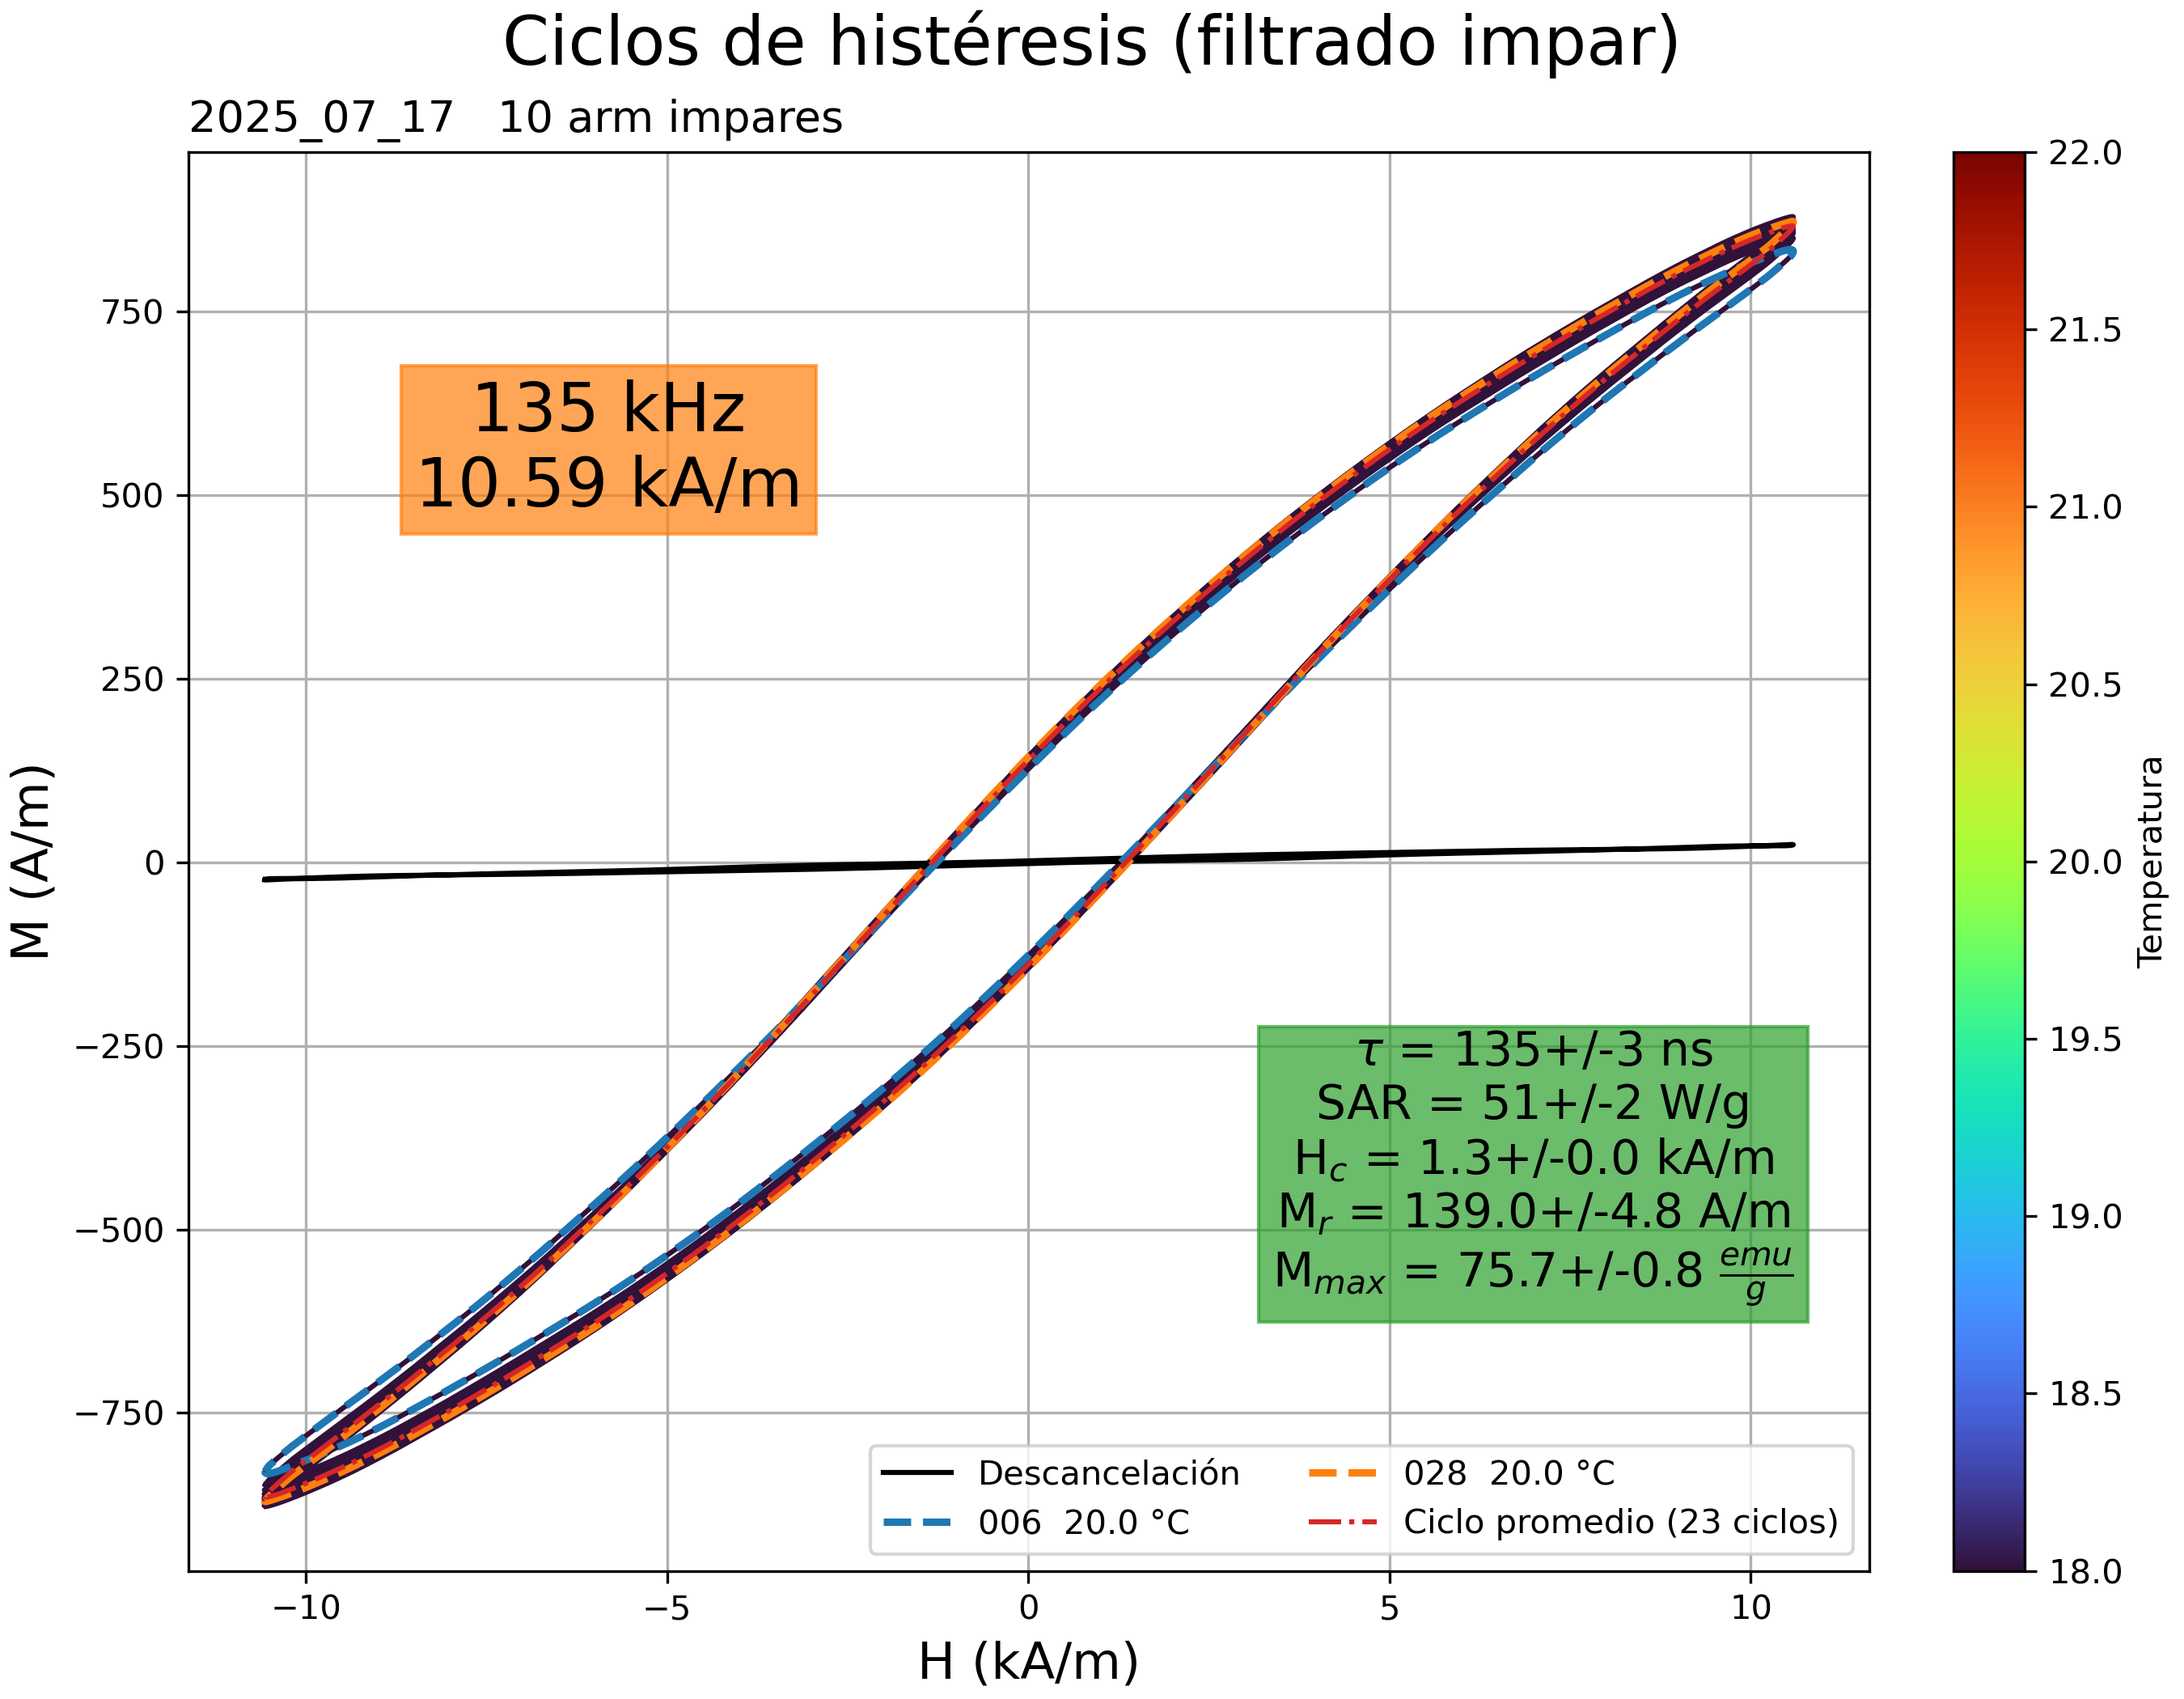 Ciclos de histéresis (filtrado impar)
2025_07_17   10 arm impares
135 kHz
10.59 kA/m
τ = 135+/-3 ns
SAR = 51+/-2 W/g
H_c = 1.3+/-0.0 kA/m
M_r = 139.0+/-4.8 A/m
M_max = 75.7+/-0.8 emu/g
Descancelación
006  20.0 °C
028  20.0 °C
Ciclo promedio (23 ciclos)
M (A/m)
750
500
250
0
−250
−500
−750
−10
−5
0
5
10
H (kA/m)
22.0
21.5
21.0
20.5
20.0
19.5
19.0
18.5
18.0
Temperatura